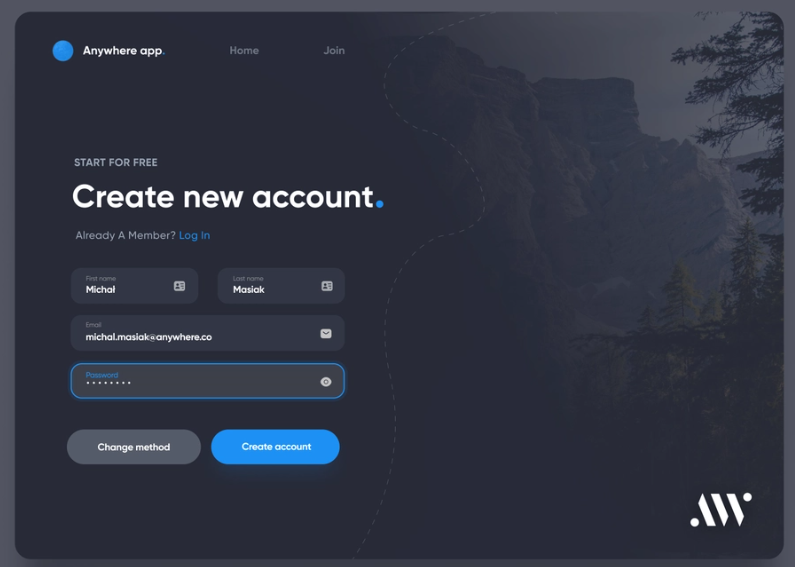 Anywhere app. Home Join
START FOR FREE
Create new account.
Already A Member? Log In
First name Last name
Michał Masiak
Email
michal.masiak@anywhere.co
Password
••••••••
Change method Create account
.AW